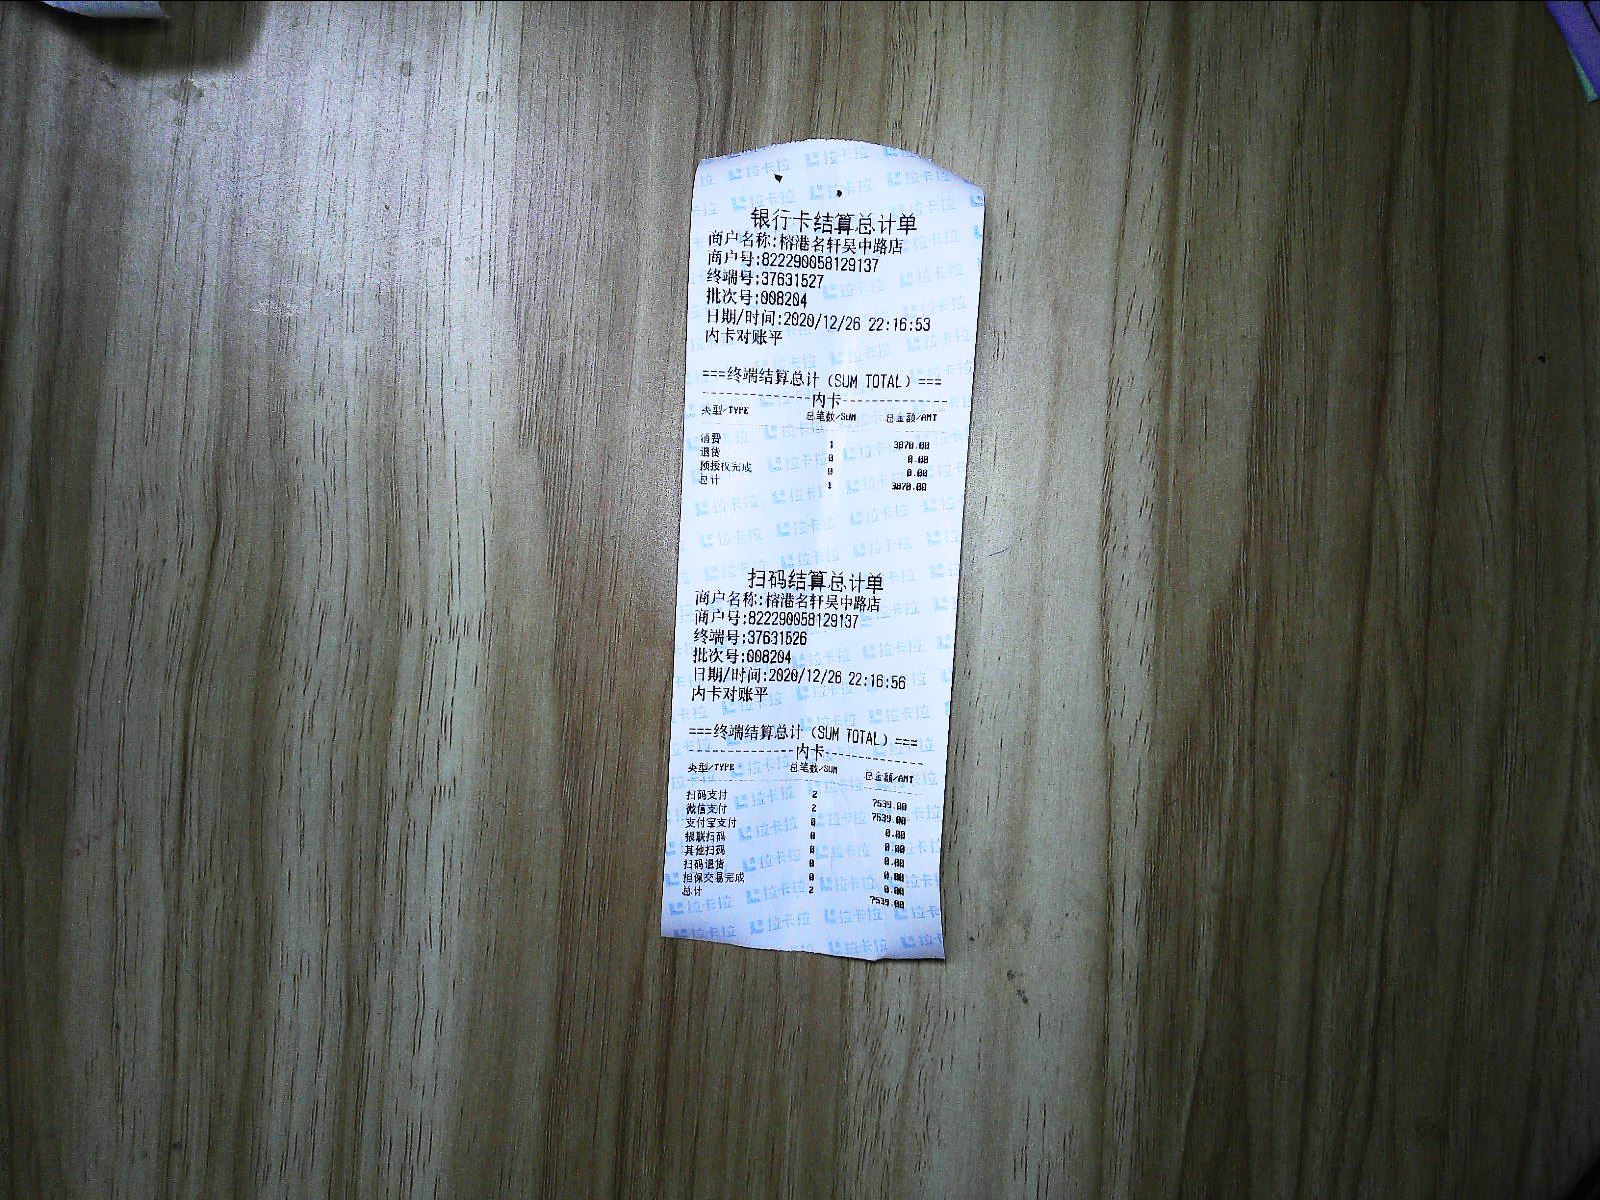 银行卡结算总计单
商户名称:榕港名轩吴中路店
商户号:822290058129137
终端号:37631527
批次号:008204
日期/时间:2020/12/26 22:16:53
内卡对账平
===终端结算总计（SUM TOTAL）===
内卡
类型/TYPE 总笔数/SUM 总金额/AMT
消费 1 3870.00
退货 0 0.00
预授权完成 0 0.00
总计 1 3870.00
扫码结算总计单
商户名称:榕港名轩吴中路店
商户号:822290058129137
终端号:37631526
批次号:008204
日期/时间:2020/12/26 22:16:56
内卡对账平
===终端结算总计（SUM TOTAL）===
内卡
类型/TYPE 总笔数/SUM 总金额/AMT
扫码支付 2 7539.00
微信支付 2 7539.00
支付宝支付 0 0.00
银联扫码 0 0.00
其他扫码 0 0.00
扫码退货 0 0.00
担保交易完成 0 0.00
总计 2 7539.00
拉卡拉